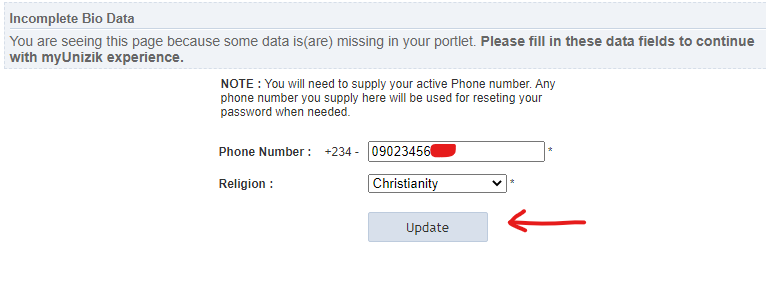 Incomplete Bio Data
You are seeing this page because some data is(are) missing in your portlet. Please fill in these data fields to continue
with myUnizik experience.
NOTE : You will need to supply your active Phone number. Any
phone number you supply here will be used for reseting your
password when needed.
Phone Number : +234 - 09023456 *
Religion : Christianity *
Update